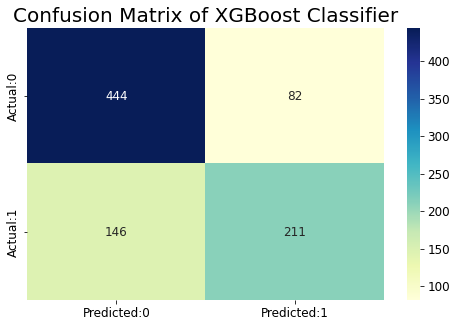 Confusion Matrix of XGBoost Classifier
Actual:0
444
82
Actual:1
146
211
Predicted:0
Predicted:1
400
350
300
250
200
150
100